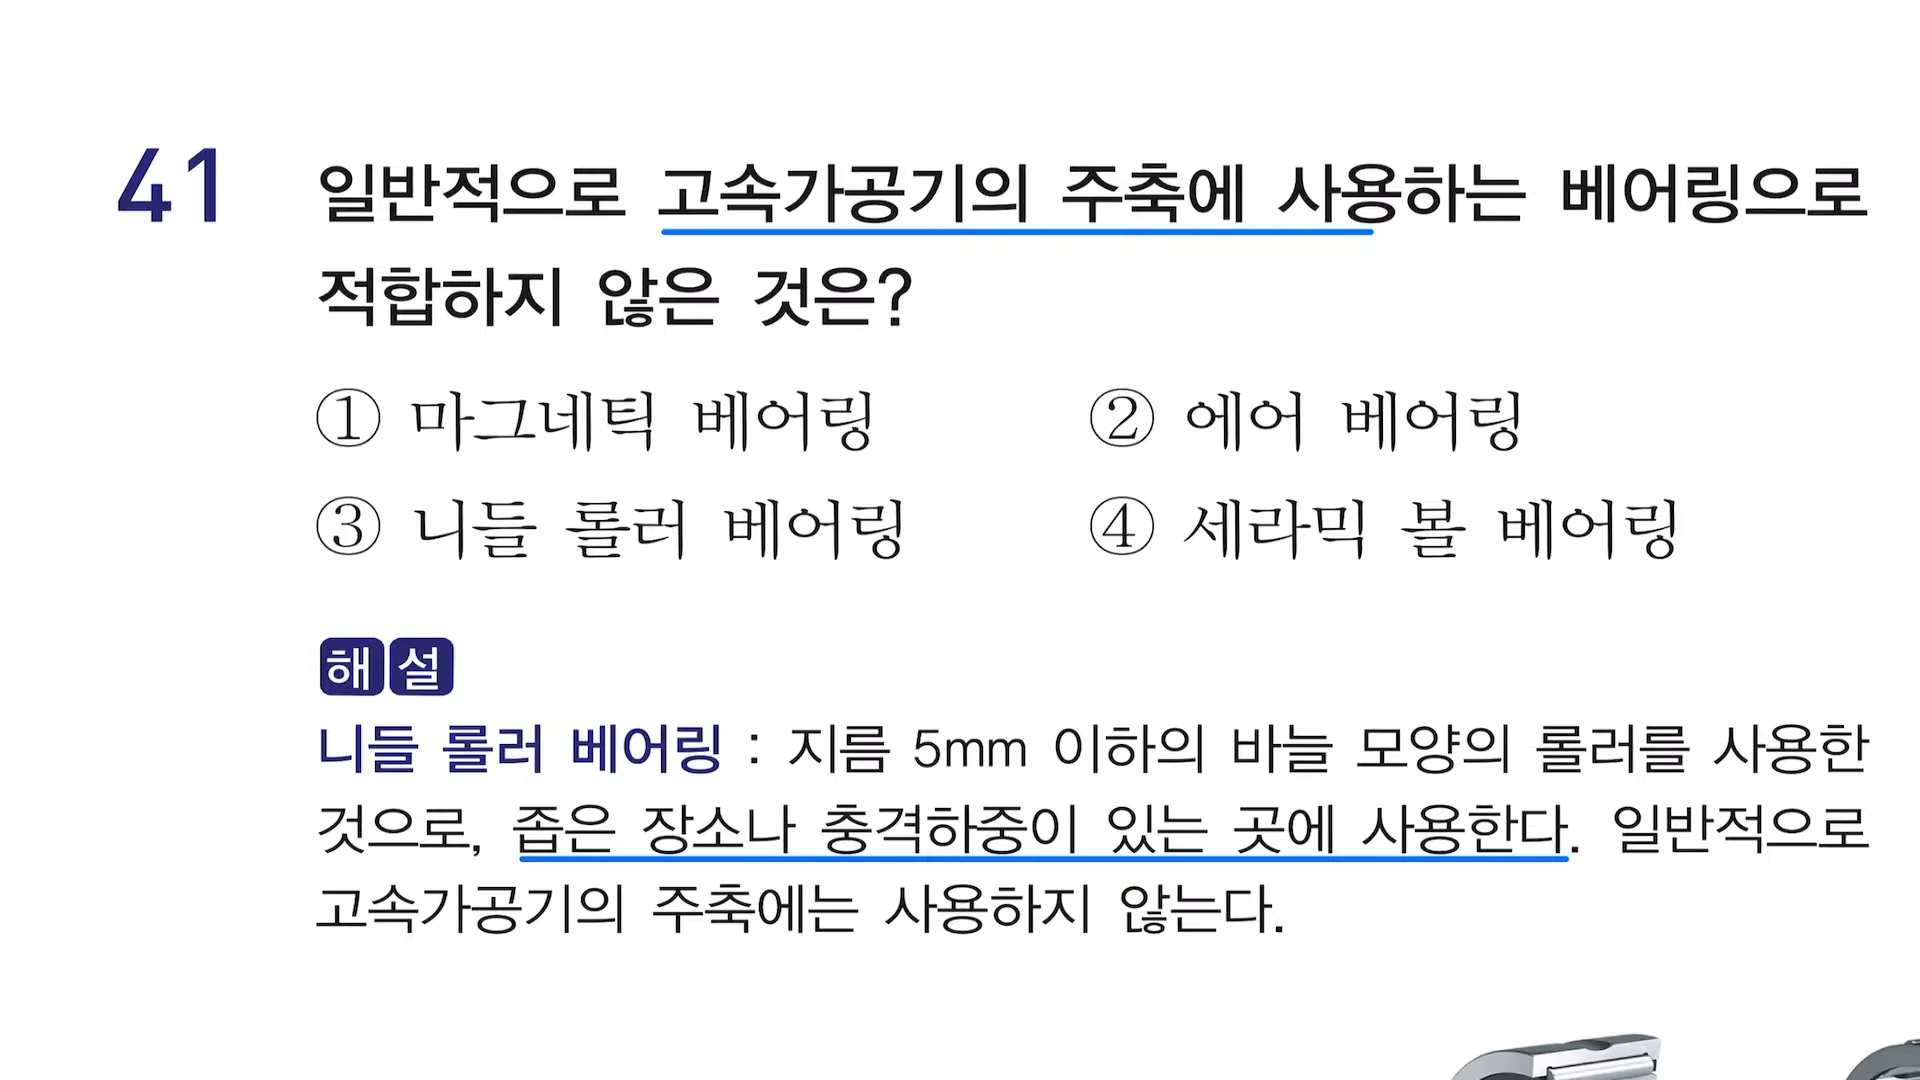 41 일반적으로 고속가공기의 주축에 사용하는 베어링으로
적합하지 않은 것은?
① 마그네틱 베어링 ② 에어 베어링
③ 니들 롤러 베어링 ④ 세라믹 볼 베어링
해설
니들 롤러 베어링 : 지름 5mm 이하의 바늘 모양의 롤러를 사용한
것으로, 좁은 장소나 충격하중이 있는 곳에 사용한다. 일반적으로
고속가공기의 주축에는 사용하지 않는다.